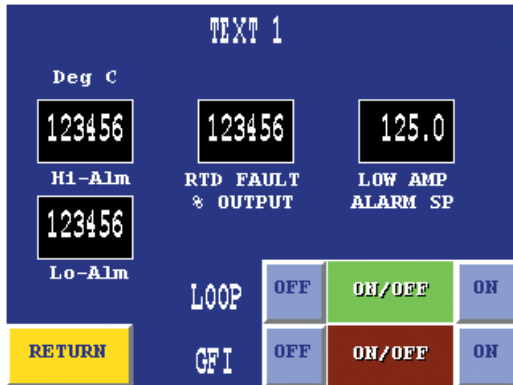 TEXT 1
Deg C
123456
123456
125.0
Hi-Alm
RTD FAULT
% OUTPUT
LOW AMP
ALARM SP
123456
Lo-Alm
LOOP
OFF
ON/OFF
ON
RETURN
GFI
OFF
ON/OFF
ON